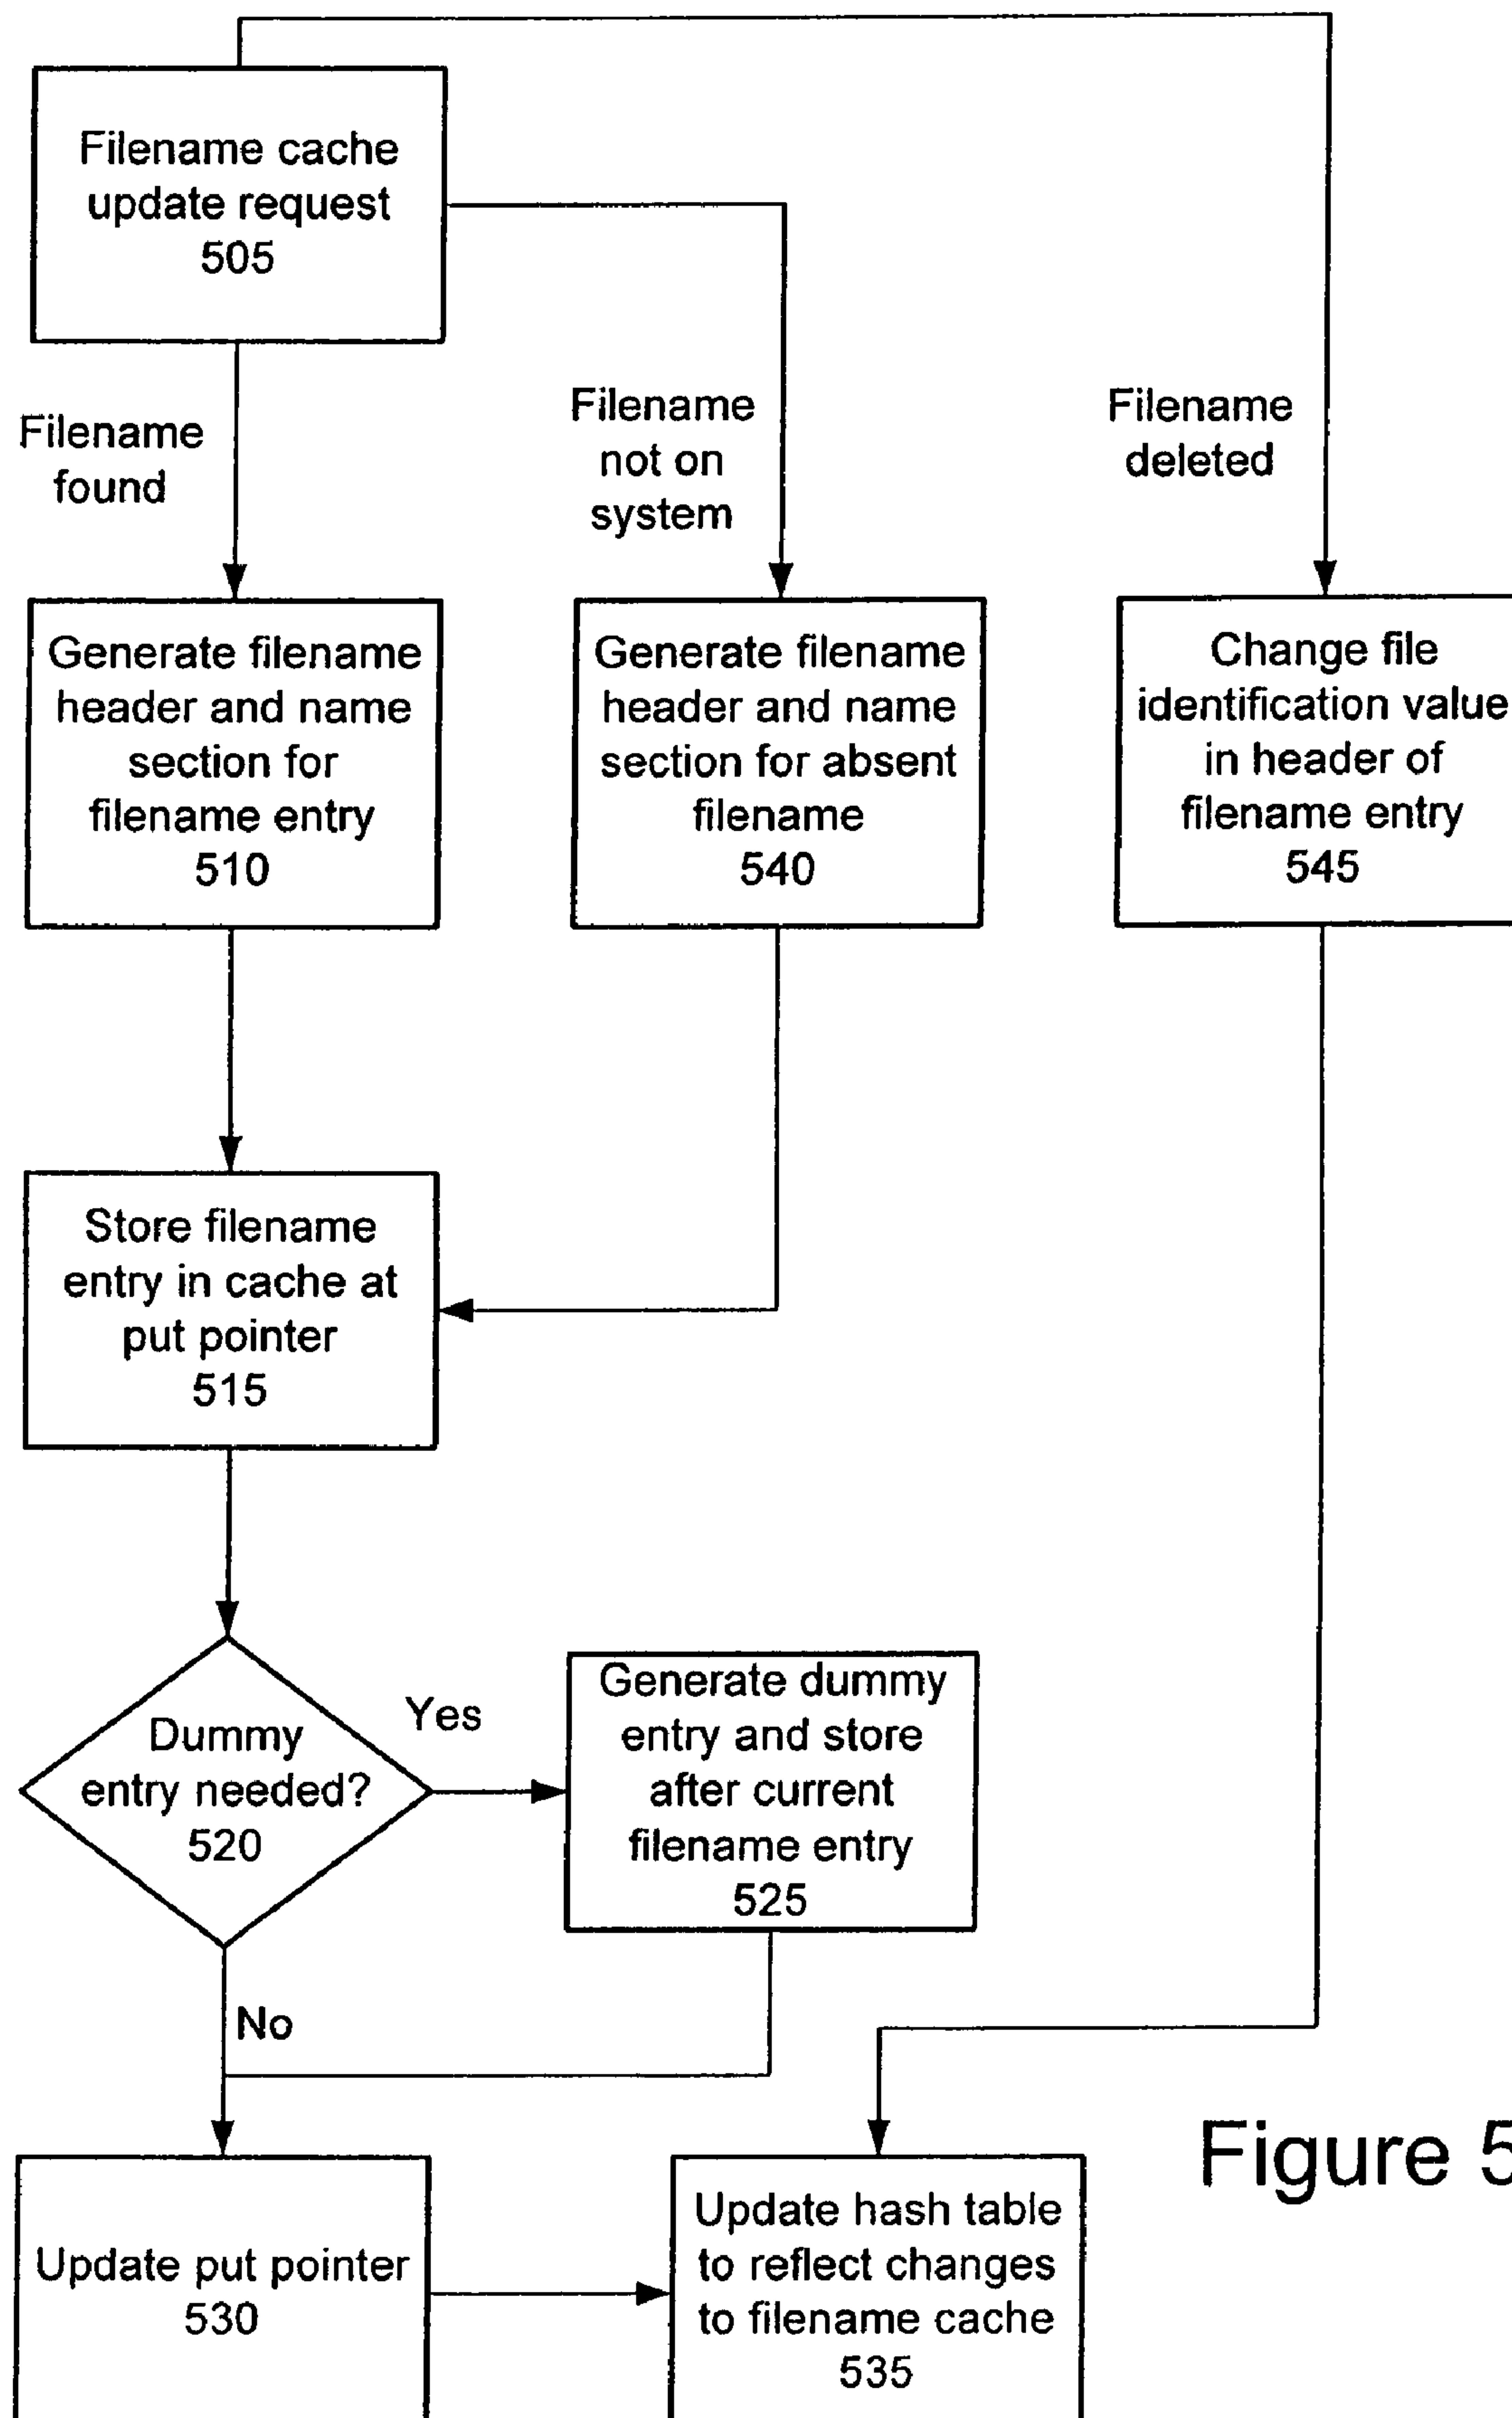 Filename cache
update request
505
Filename
found
Filename
not on
system
Filename
deleted
Generate filename
header and name
section for
filename entry
510
Generate filename
header and name
section for absent
filename
540
Change file
identification value
in header of
filename entry
545
Store filename
entry in cache at
put pointer
515
Dummy
entry needed?
520
Yes
Generate dummy
entry and store
after current
filename entry
525
No
Update put pointer
530
Update hash table
to reflect changes
to filename cache
535
Figure 5